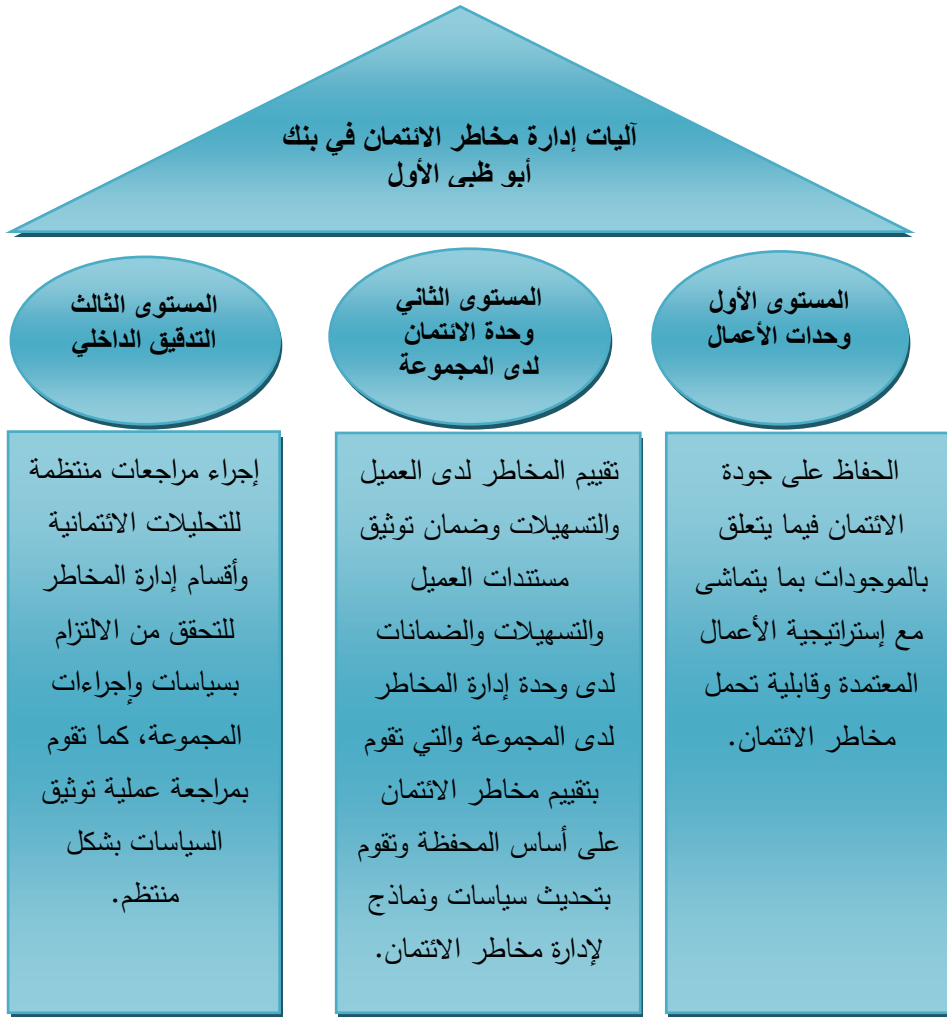 آليات إدارة مخاطر الائتمان في بنك
أبو ظبي الأول
المستوى الأول
وحدات الأعمال
الحفاظ على جودة
الائتمان فيما يتعلق
بالموجودات بما يتماشى
مع إستراتيجية الأعمال
المعتمدة وقابلية تحمل
مخاطر الائتمان.
المستوى الثاني
وحدة الائتمان
لدى المجموعة
تقييم المخاطر لدى العميل
والتسهيلات وضمان توثيق
مستندات العميل
والتسهيلات والضمانات
لدى وحدة إدارة المخاطر
لدى المجموعة والتي تقوم
بتقييم مخاطر الائتمان
على أساس المحفظة وتقوم
بتحديث سياسات ونماذج
لإدارة مخاطر الائتمان.
المستوى الثالث
التدقيق الداخلي
إجراء مراجعات منتظمة
للتحليلات الائتمانية
وأقسام إدارة المخاطر
للتحقق من الالتزام
بسياسات وإجراءات
المجموعة، كما تقوم
بمراجعة عملية توثيق
السياسات بشكل
منتظم.